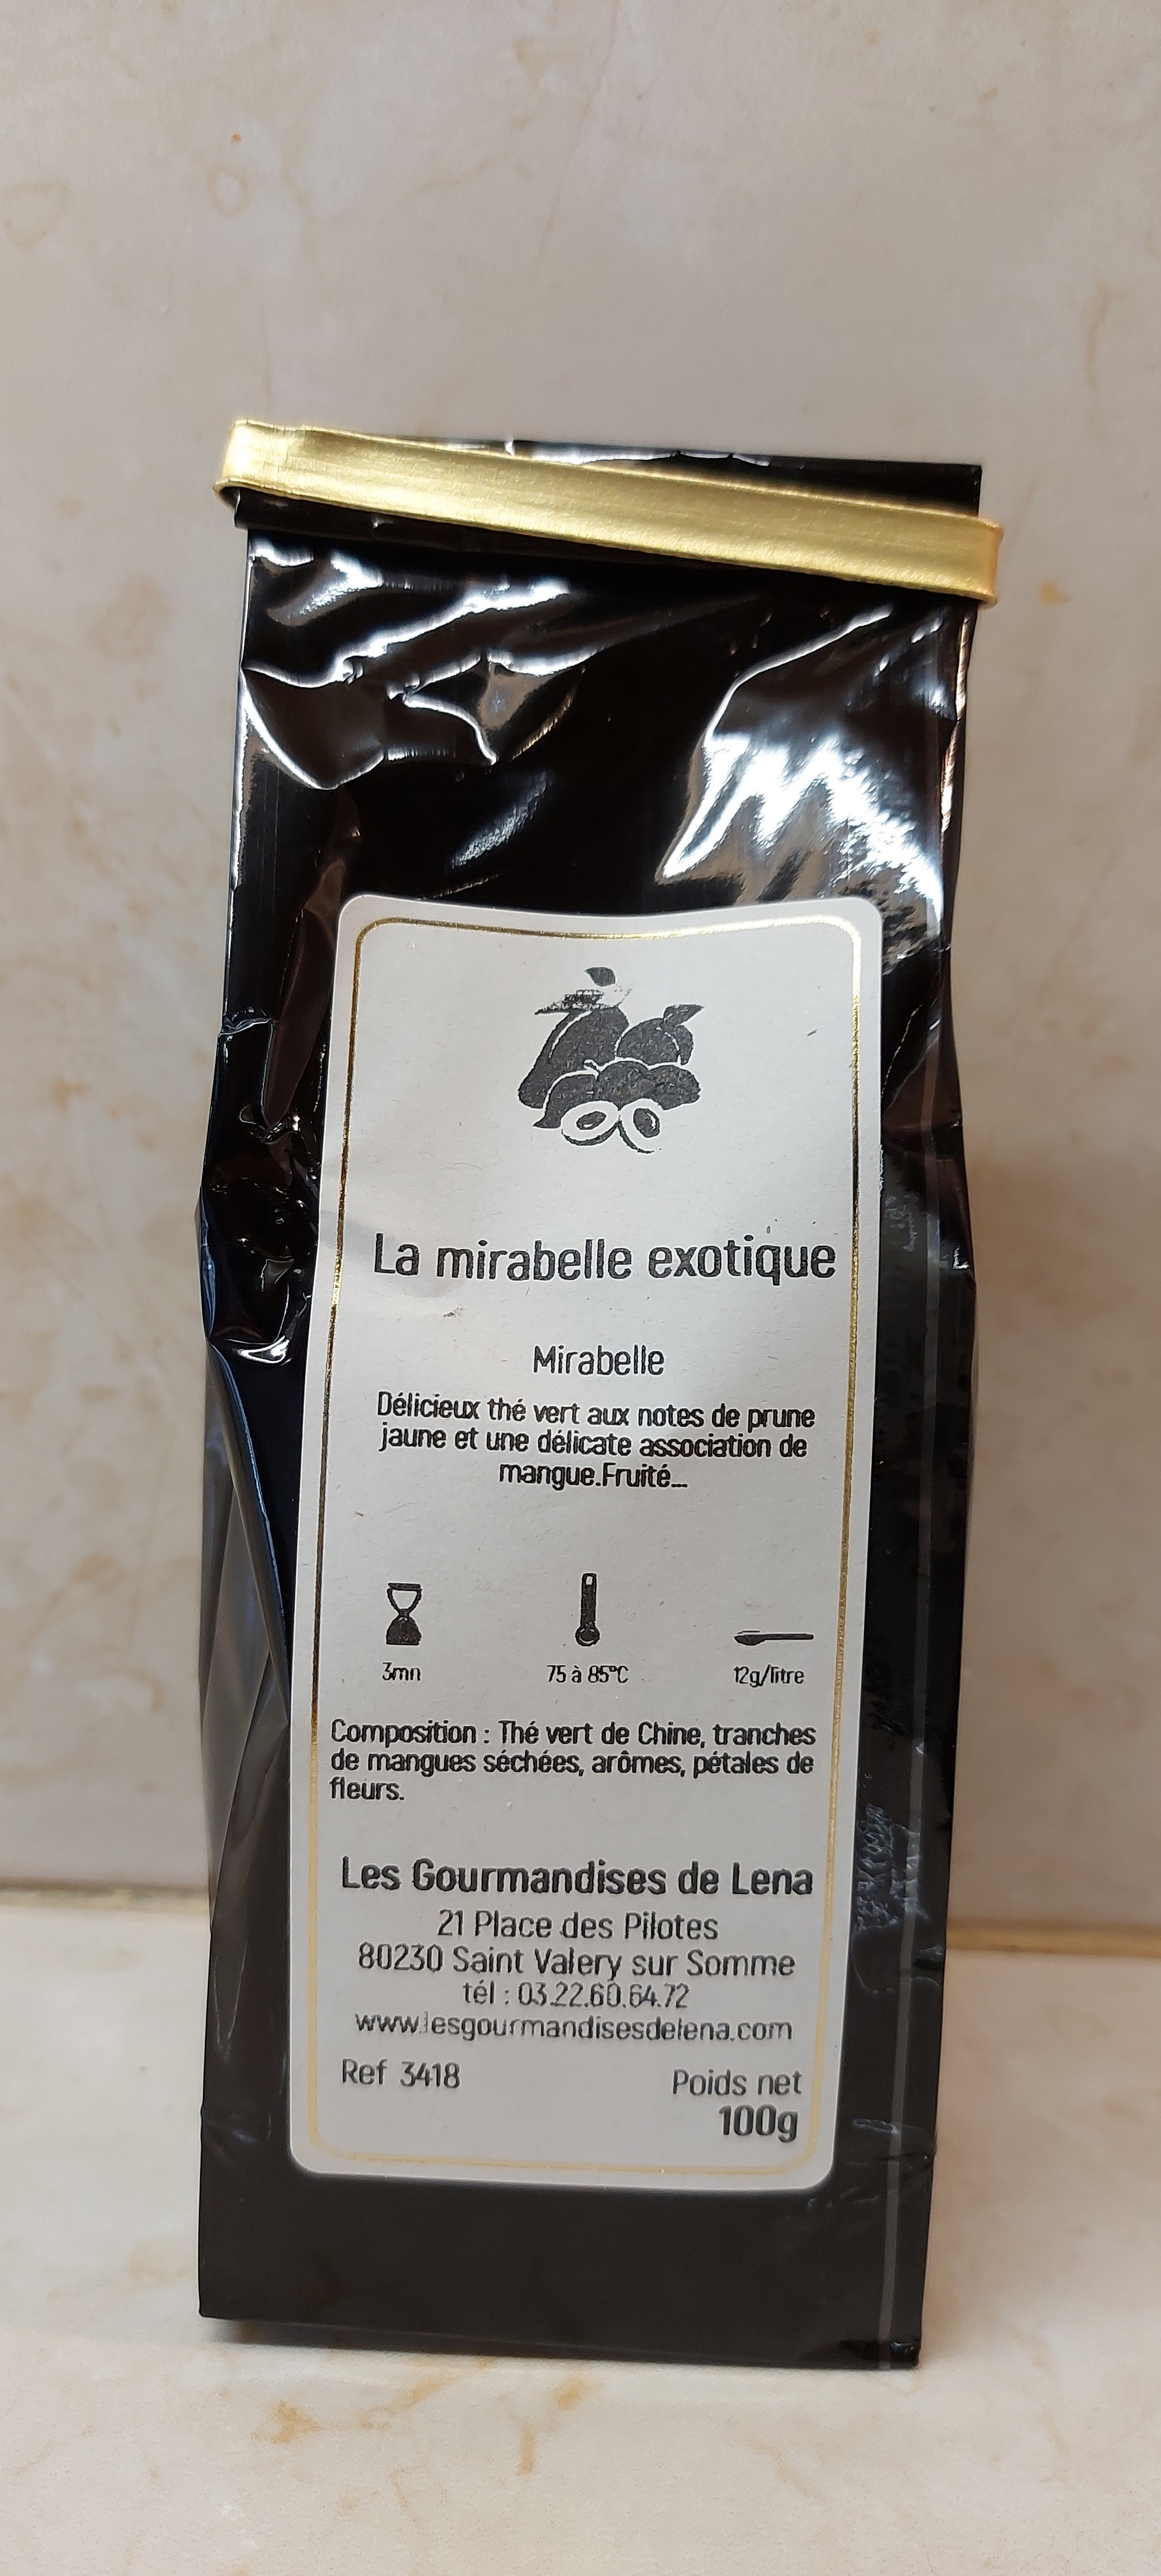 La mirabelle exotique
Mirabelle
Délicieux thé vert aux notes de prune
jaune et une délicate association de
mangue.Fruité...
3mn
75 à 85°C
12g/litre
Composition : Thé vert de Chine, tranches
de mangues séchées, arômes, pétales de
fleurs.
Les Gourmandises de Lena
21 Place des Pilotes
80230 Saint Valery sur Somme
tél : 03.22.60.64.72
www.lesgourmandisesdelena.com
Ref 3418
Poids net
100g